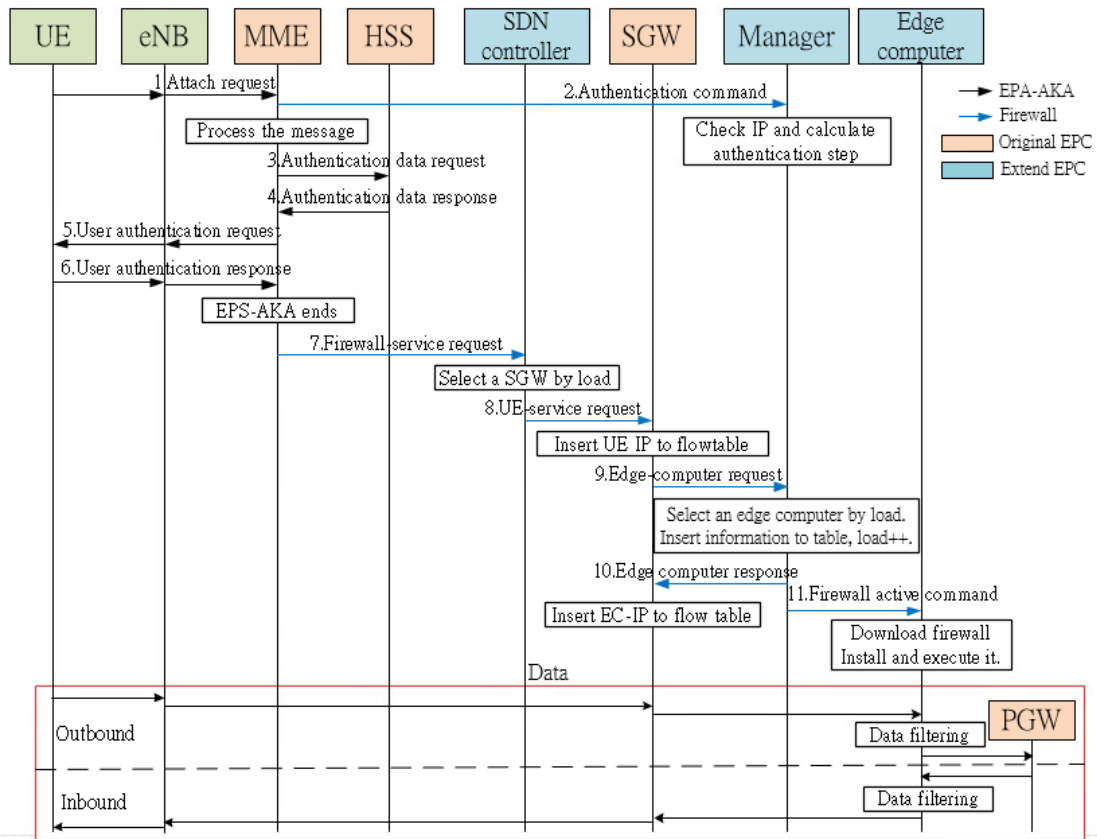 UE
eNB
MME
HSS
SDN
controller
SGW
Manager
Edge
computer
1.Attach request
2.Authentication command
EPA-AKA
Firewall
Original EPC
Extend EPC
Process the message
Check IP and calculate
authentication step
3.Authentication data request
4.Authentication data response
5.User authentication request
6.User authentication response
EPS-AKA ends
7.Firewall-service request
Select a SGW by load
8.UE-service request
Insert UE IP to flowtable
9.Edge-computer request
Select an edge computer by load.
Insert information to table, load++.
10.Edge computer response
11.Firewall active command
Insert EC-IP to flow table
Download firewall
Install and execute it.
Data
PGW
Outbound
Data filtering
Inbound
Data filtering